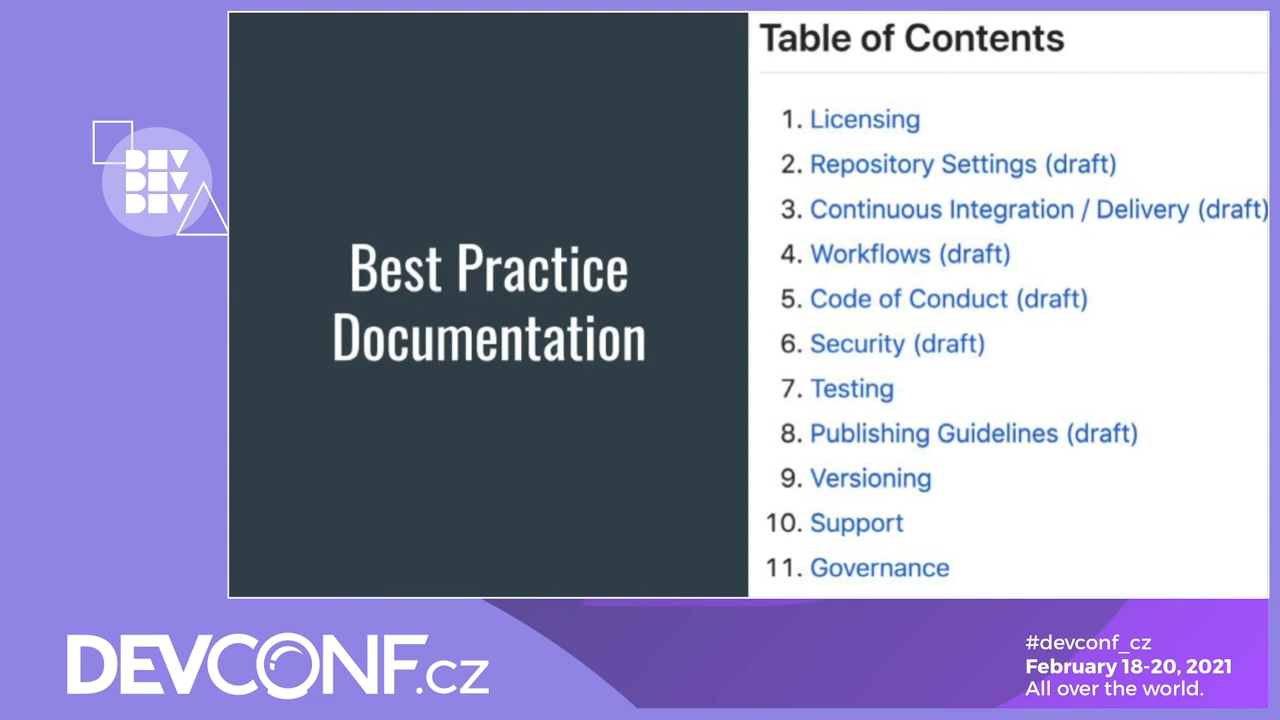 DEV
DEV
DEV
Best Practice
Documentation
Table of Contents
1. Licensing
2. Repository Settings (draft)
3. Continuous Integration / Delivery (draft)
4. Workflows (draft)
5. Code of Conduct (draft)
6. Security (draft)
7. Testing
8. Publishing Guidelines (draft)
9. Versioning
10. Support
11. Governance
DEVCONF.cz
#devconf_cz
February 18-20, 2021
All over the world.